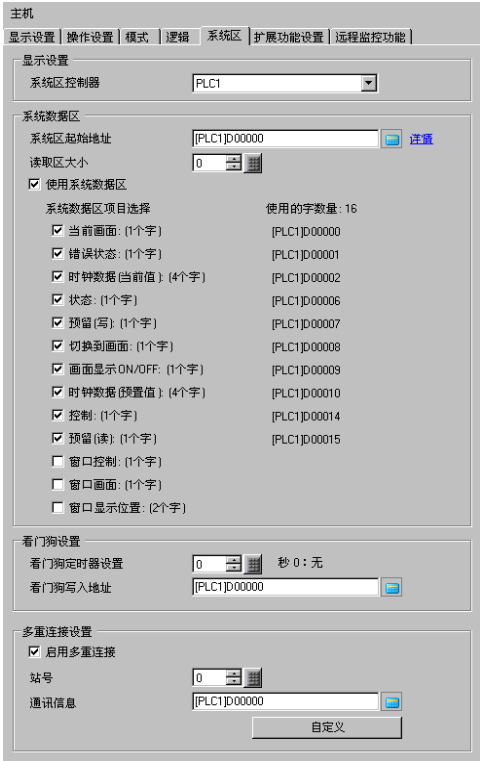 主机
显示设置 操作设置 模式 逻辑 系统区 扩展功能设置 远程监控功能
显示设置
系统区控制器 PLC1
系统数据区
系统区起始地址 [PLC1]D00000 详情
读取区大小 0
使用系统数据区
系统数据区项目选择 使用的字数量: 16
当前画面: (1个字) [PLC1]D00000
错误状态: (1个字) [PLC1]D00001
时钟数据(当前值): (4个字) [PLC1]D00002
状态: (1个字) [PLC1]D00006
预留(写): (1个字) [PLC1]D00007
切换到画面: (1个字) [PLC1]D00008
画面显示ON/OFF: (1个字) [PLC1]D00009
时钟数据(预置值): (4个字) [PLC1]D00010
控制: (1个字) [PLC1]D00014
预留(读): (1个字) [PLC1]D00015
窗口控制: (1个字)
窗口画面: (1个字)
窗口显示位置: (2个字)
看门狗设置
看门狗定时器设置 0 秒 0：无
看门狗写入地址 [PLC1]D00000
多重连接设置
启用多重连接
站号 0
通讯信息 [PLC1]D00000
自定义